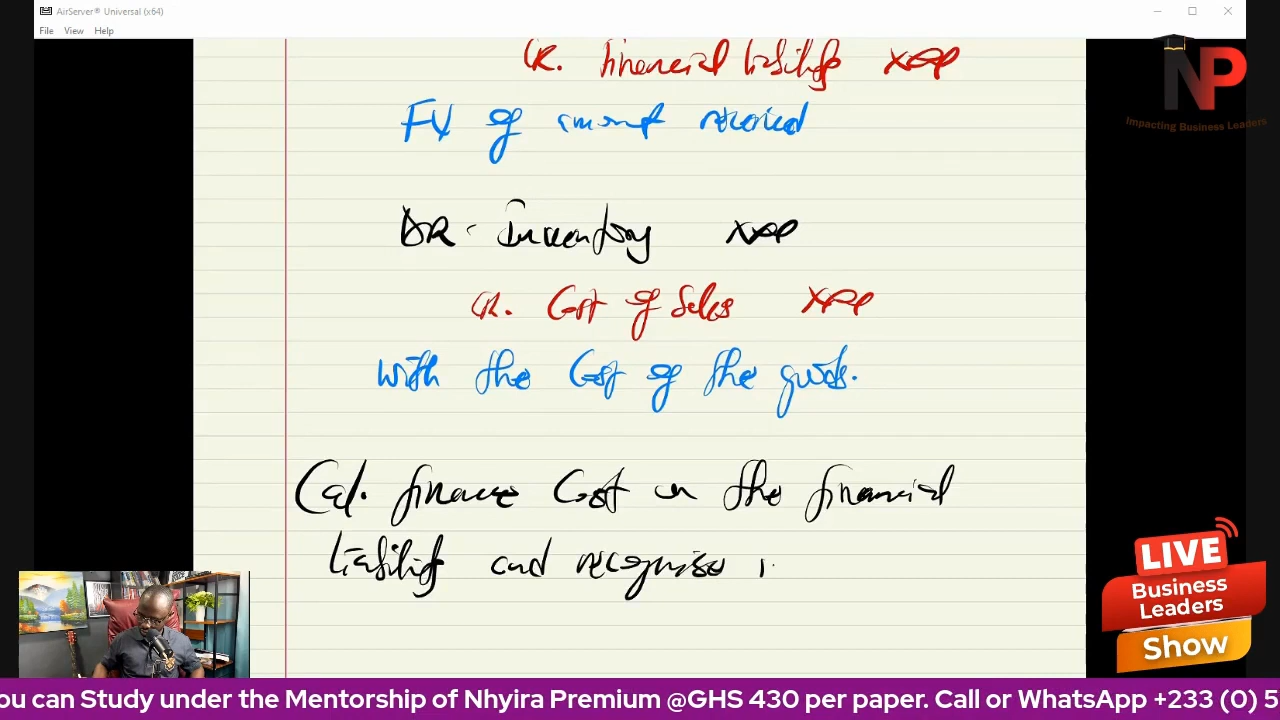 AirServer® Universal (x64)
File View Help
CR. financial liability xxx
FV of amount received
DR. Inventory xxx
CR. Cost of Sales xxx
with the Cost of the goods.
Cal. finance Cost on the financial
liability and recognise
NP
Impacting Business Leaders
LIVE
Business
Leaders
Show
ou can Study under the Mentorship of Nhyira Premium @GHS 430 per paper. Call or WhatsApp +233 (0) 5